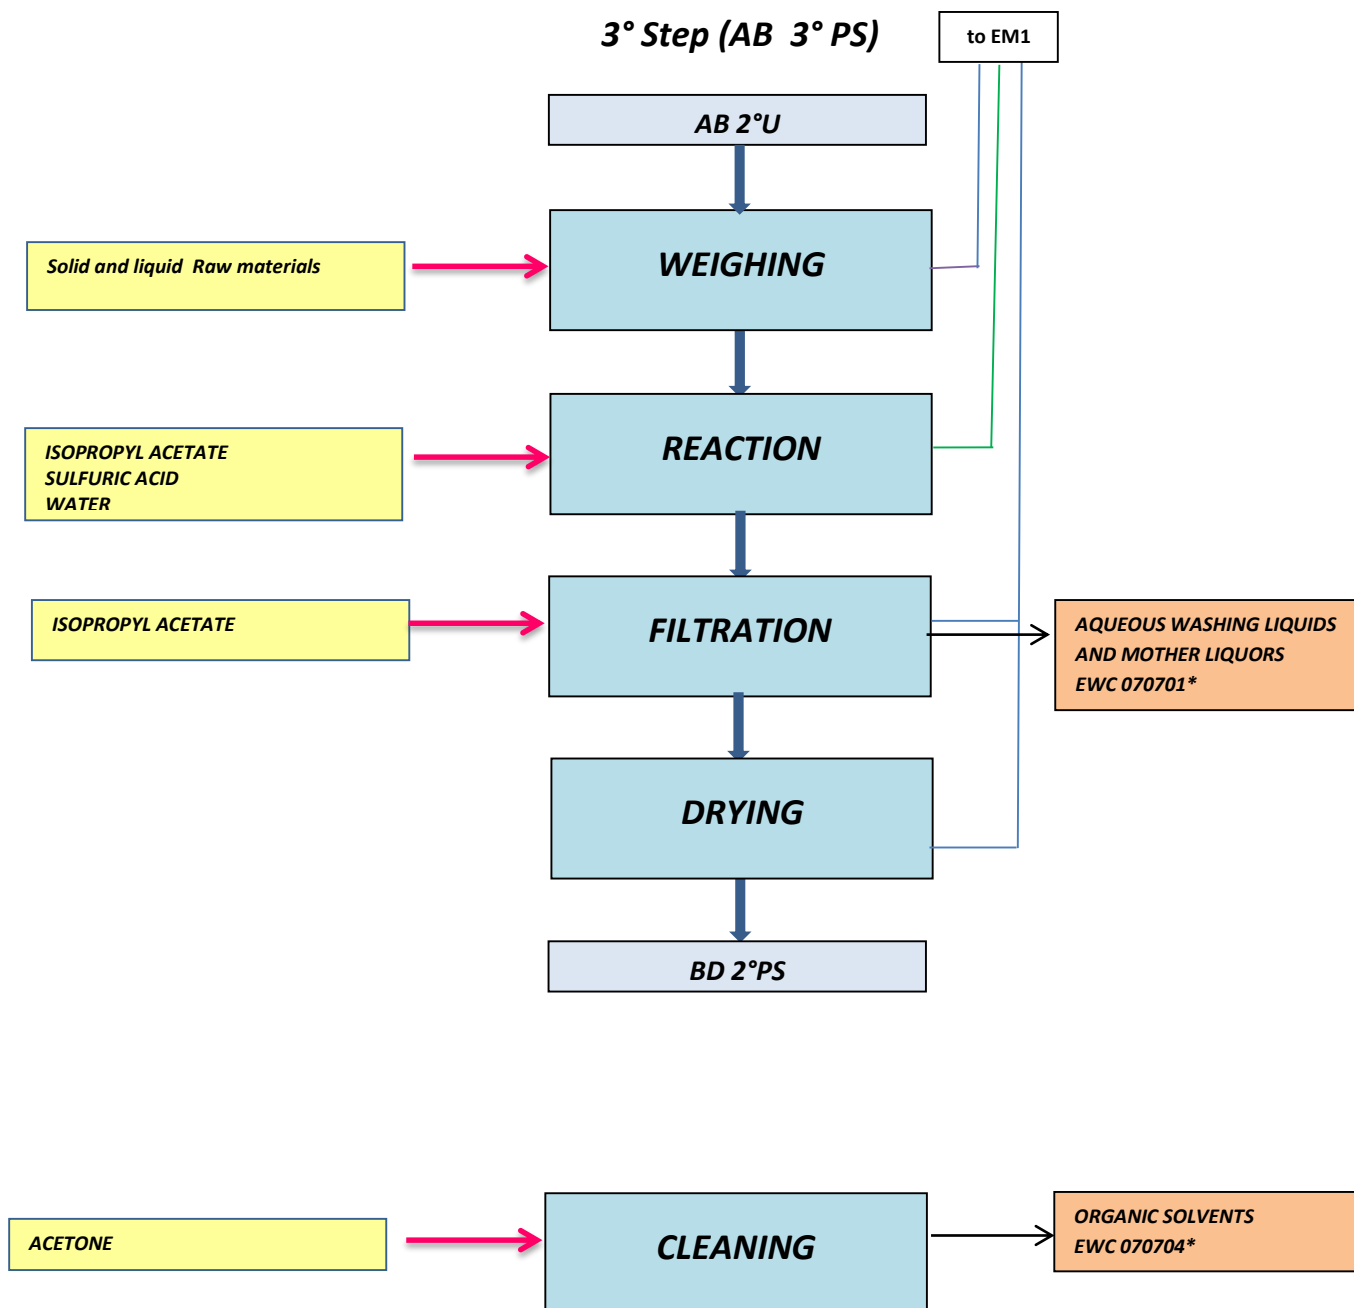 3° Step (AB 3° PS)
to EM1
AB 2°U
WEIGHING
Solid and liquid Raw materials
REACTION
ISOPROPYL ACETATE
SULFURIC ACID
WATER
FILTRATION
ISOPROPYL ACETATE
AQUEOUS WASHING LIQUIDS
AND MOTHER LIQUORS
EWC 070701*
DRYING
BD 2°PS
CLEANING
ACETONE
ORGANIC SOLVENTS
EWC 070704*